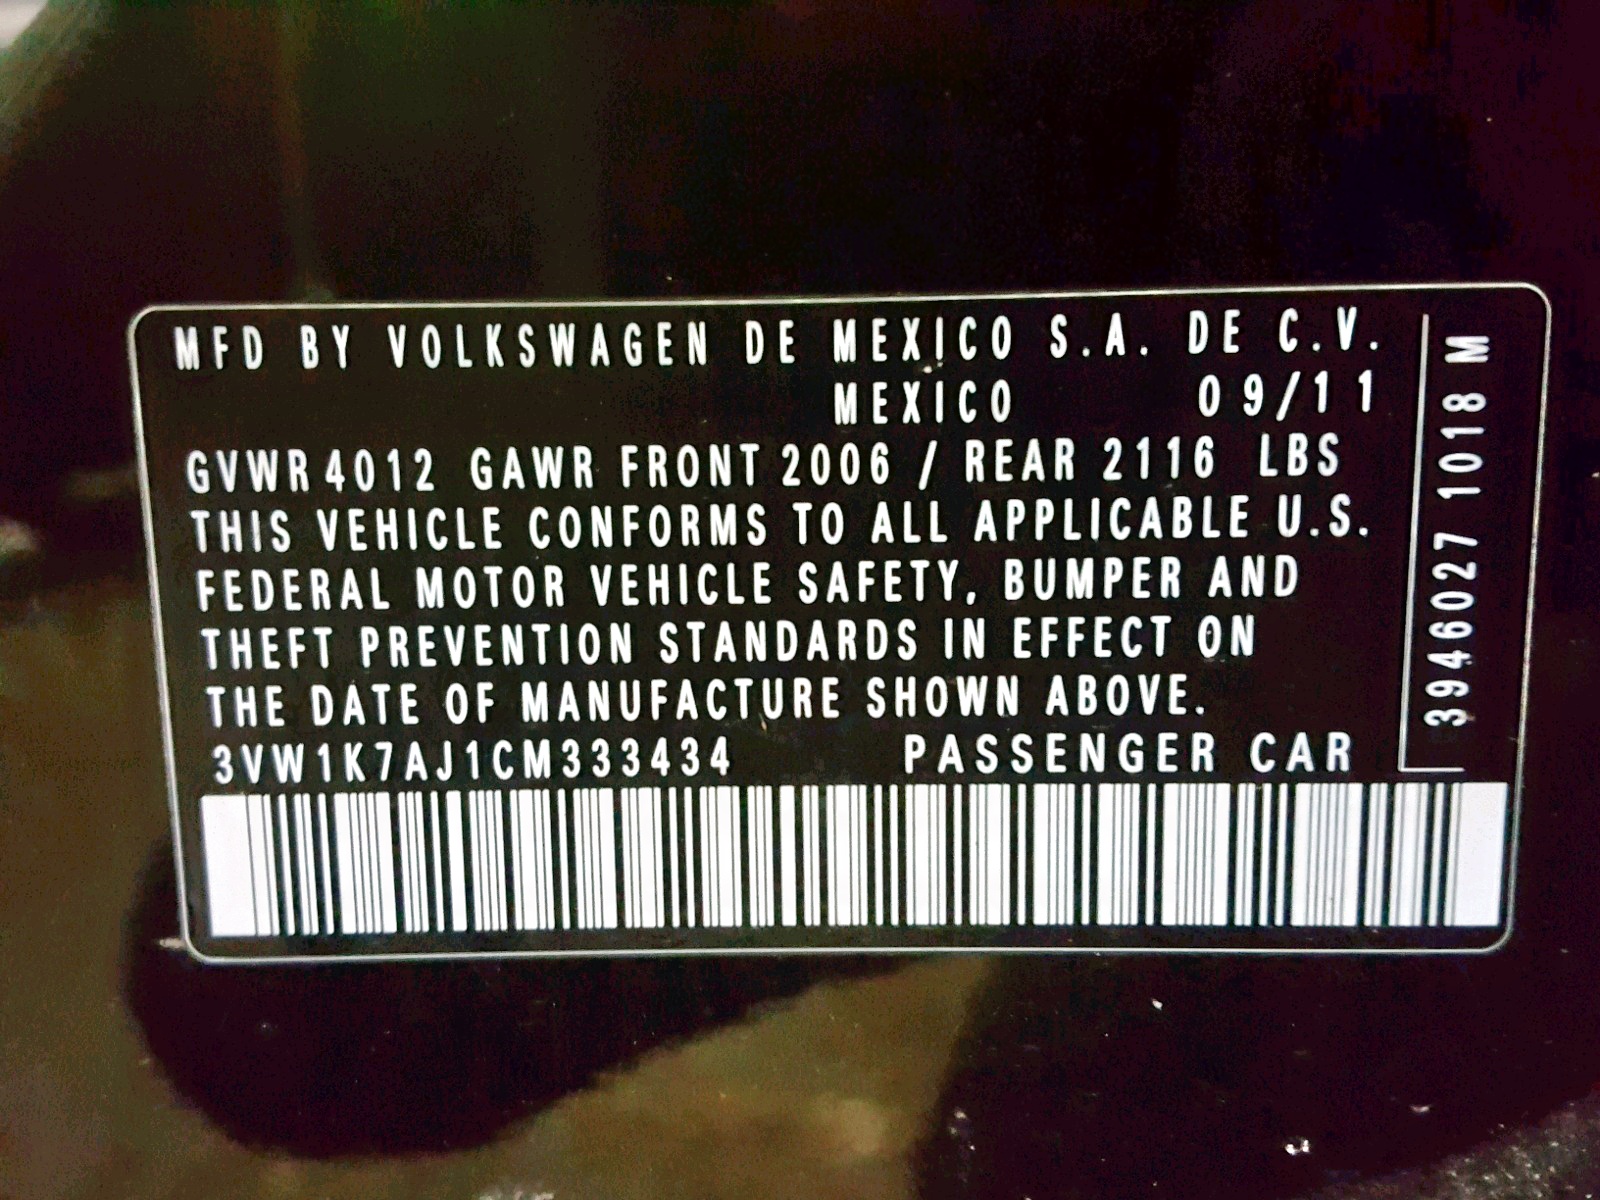 MFD BY VOLKSWAGEN DE MEXICO S.A. DE C.V.
MEXICO 09/11
GVWR 4012 GAWR FRONT 2006 / REAR 2116 LBS
THIS VEHICLE CONFORMS TO ALL APPLICABLE U.S.
FEDERAL MOTOR VEHICLE SAFETY, BUMPER AND
THEFT PREVENTION STANDARDS IN EFFECT ON
THE DATE OF MANUFACTURE SHOWN ABOVE.
3VW1K7AJ1CM333434 PASSENGER CAR
3946027 1018 M